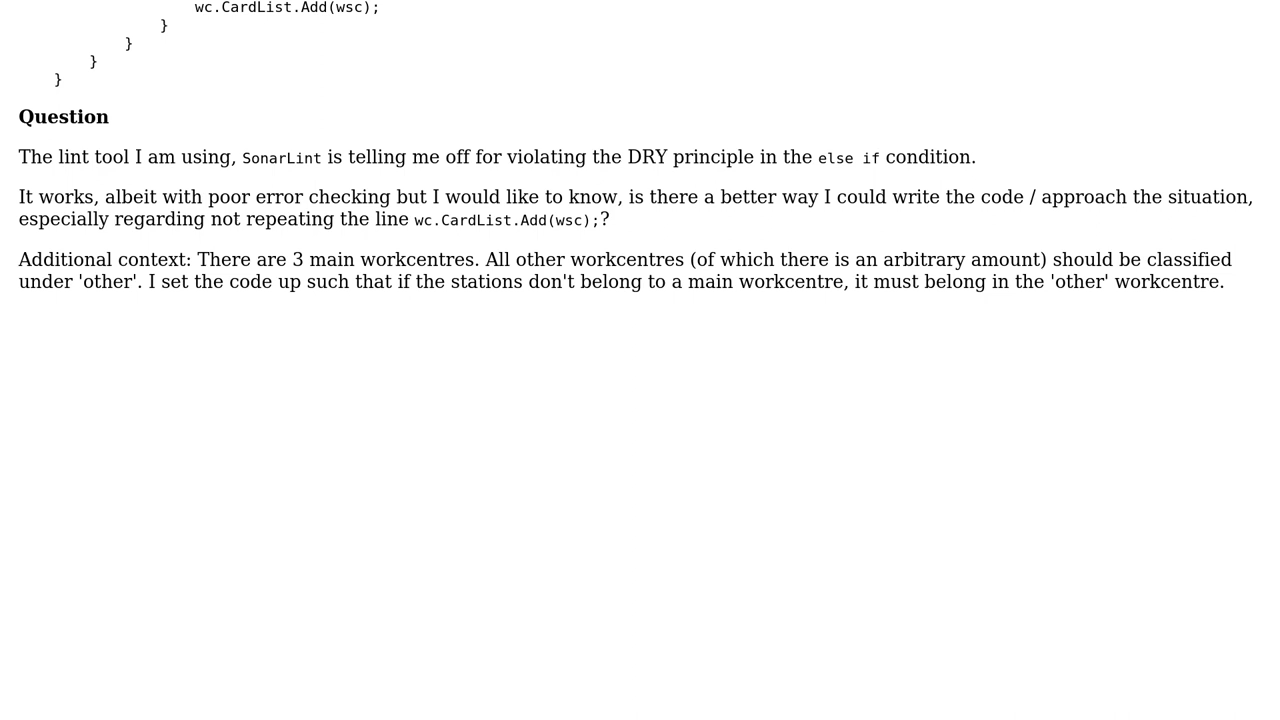 wc.CardList.Add(wsc);
}
}
}
}
Question
The lint tool I am using, SonarLint is telling me off for violating the DRY principle in the else if condition.
It works, albeit with poor error checking but I would like to know, is there a better way I could write the code / approach the situation,
especially regarding not repeating the line wc.CardList.Add(wsc);?
Additional context: There are 3 main workcentres. All other workcentres (of which there is an arbitrary amount) should be classified
under 'other'. I set the code up such that if the stations don't belong to a main workcentre, it must belong in the 'other' workcentre.